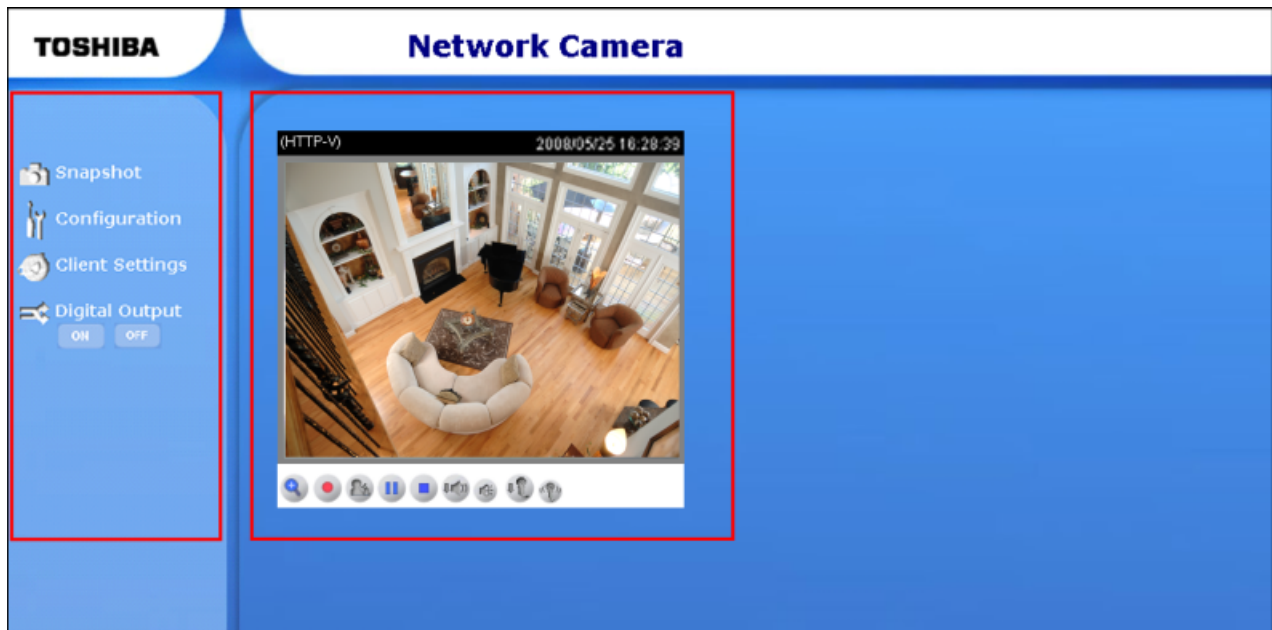 TOSHIBA
Network Camera
Snapshot
Configuration
Client Settings
Digital Output
ON OFF
(HTTP-V) 2008/05/25 16:28:39